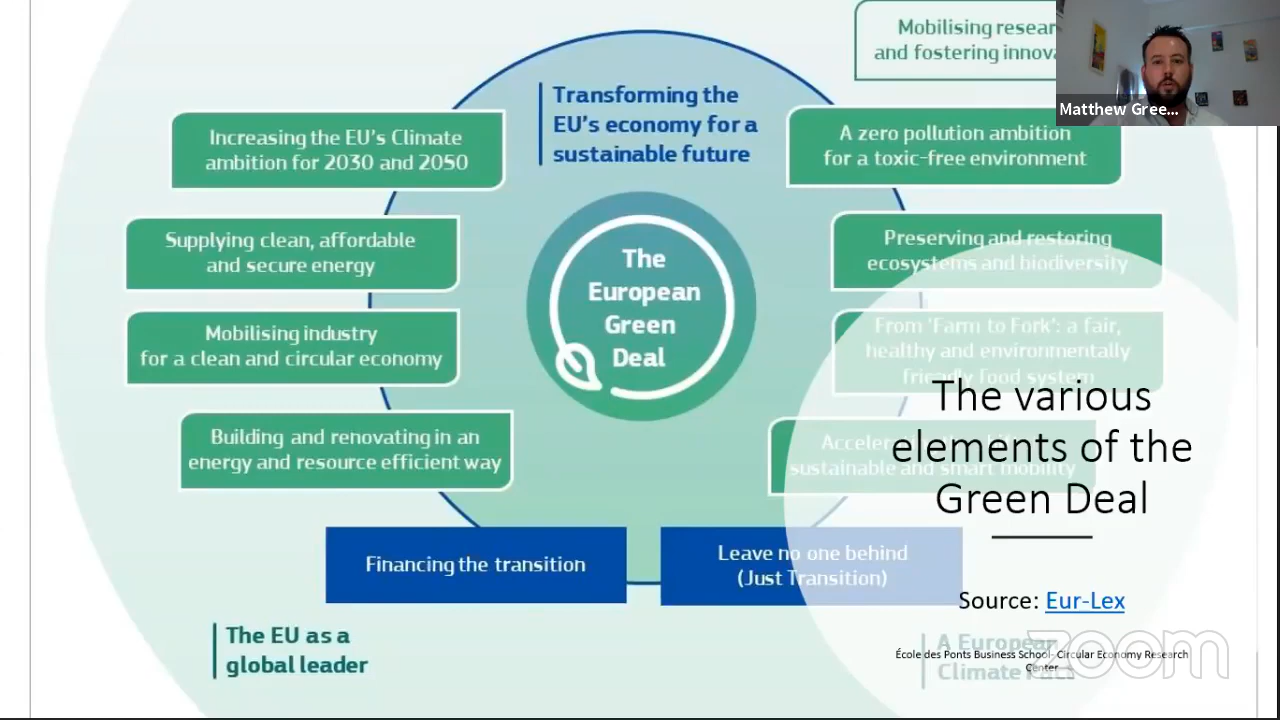 Mobilising resear
and fostering innova
Matthew Gree...
Transforming the
EU's economy for a
sustainable future
Increasing the EU's Climate
ambition for 2030 and 2050
A zero pollution ambition
for a toxic-free environment
Supplying clean, affordable
and secure energy
Preserving and restoring
ecosystems and biodiversity
The
European
Green
Deal
Mobilising industry
for a clean and circular economy
From 'Farm to Fork': a fair,
healthy and environmentally
friendly food system
Building and renovating in an
energy and resource efficient way
sustainable and smart mobility
The various
elements of the
Green Deal
Financing the transition
Leave no one behind
(Just Transition)
Source: Eur-Lex
The EU as a
global leader
A European
Climate
École des Ponts Business School- Circular Economy Research
Center
zoom